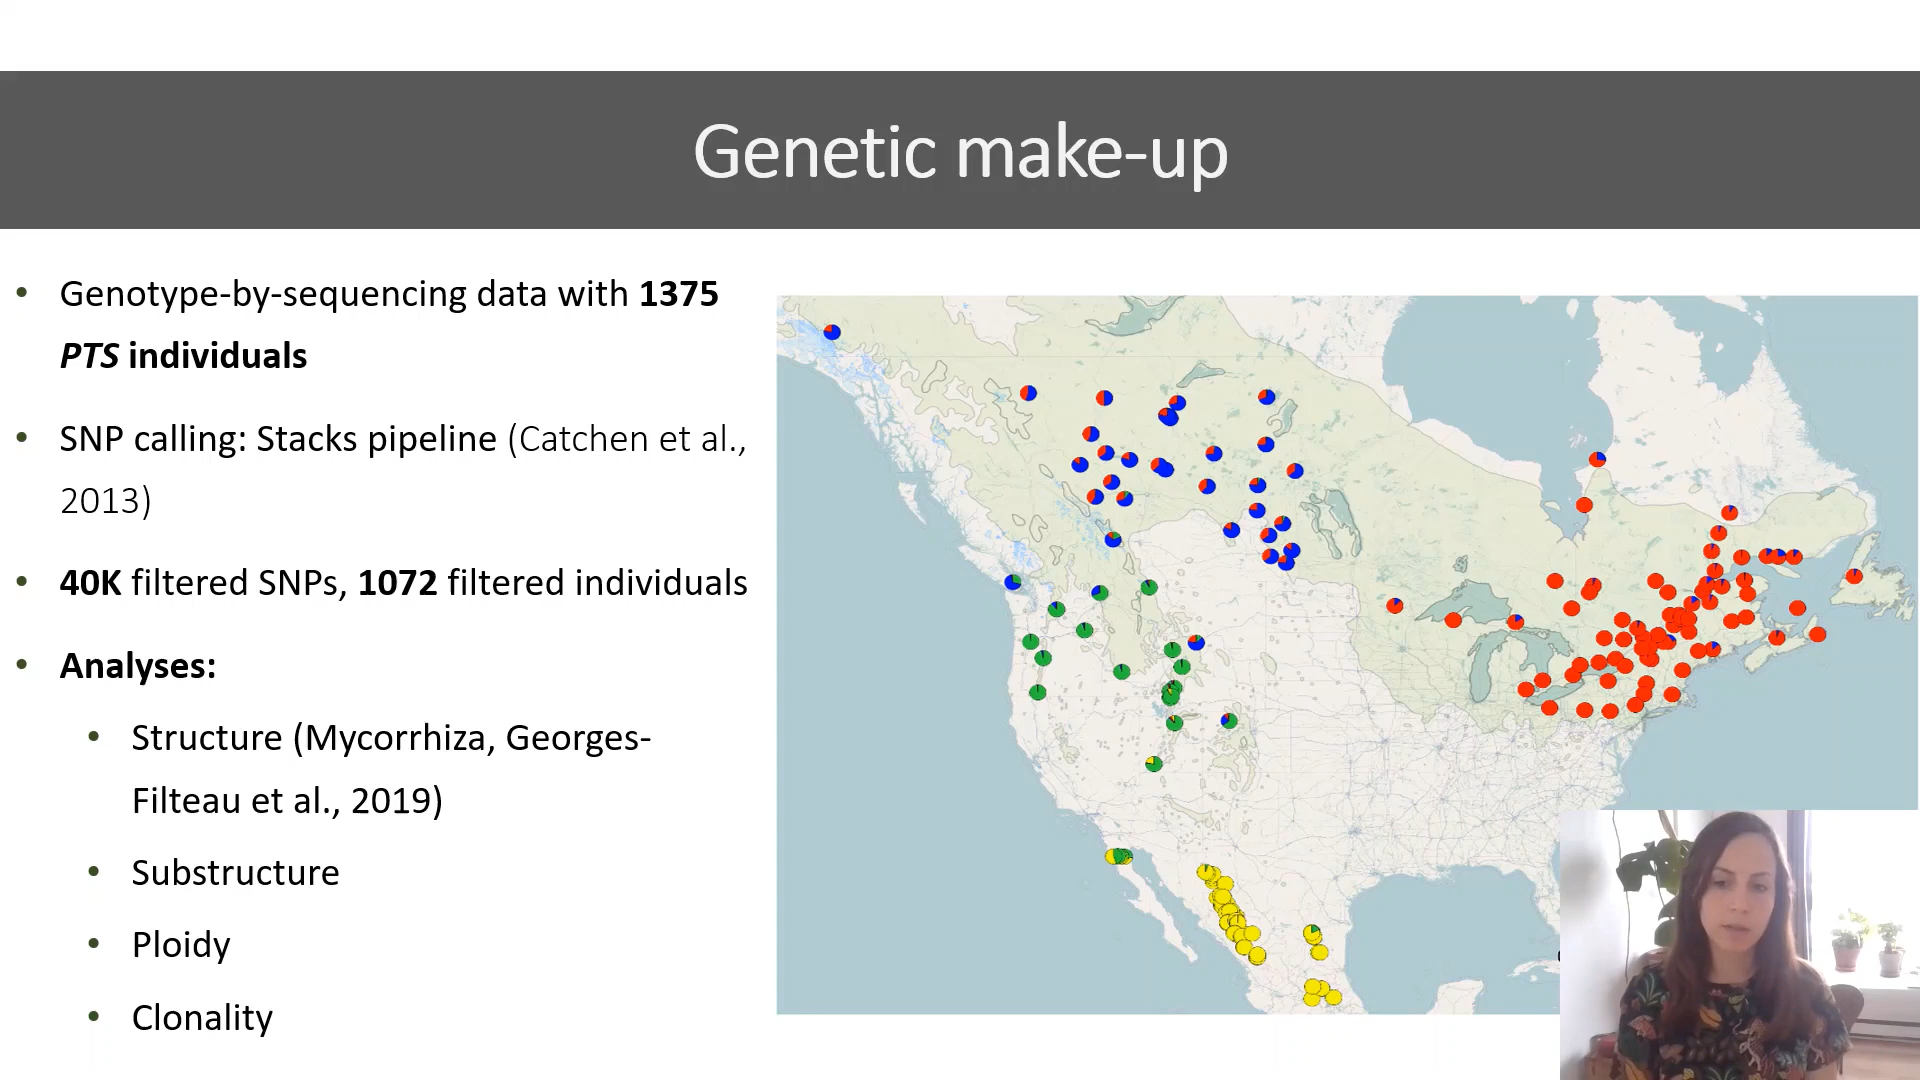 Genetic make-up
• Genotype-by-sequencing data with 1375
PTS individuals
• SNP calling: Stacks pipeline (Catchen et al.,
2013)
• 40K filtered SNPs, 1072 filtered individuals
• Analyses:
• Structure (Mycorrhiza, Georges-
Filteau et al., 2019)
• Substructure
• Ploidy
• Clonality